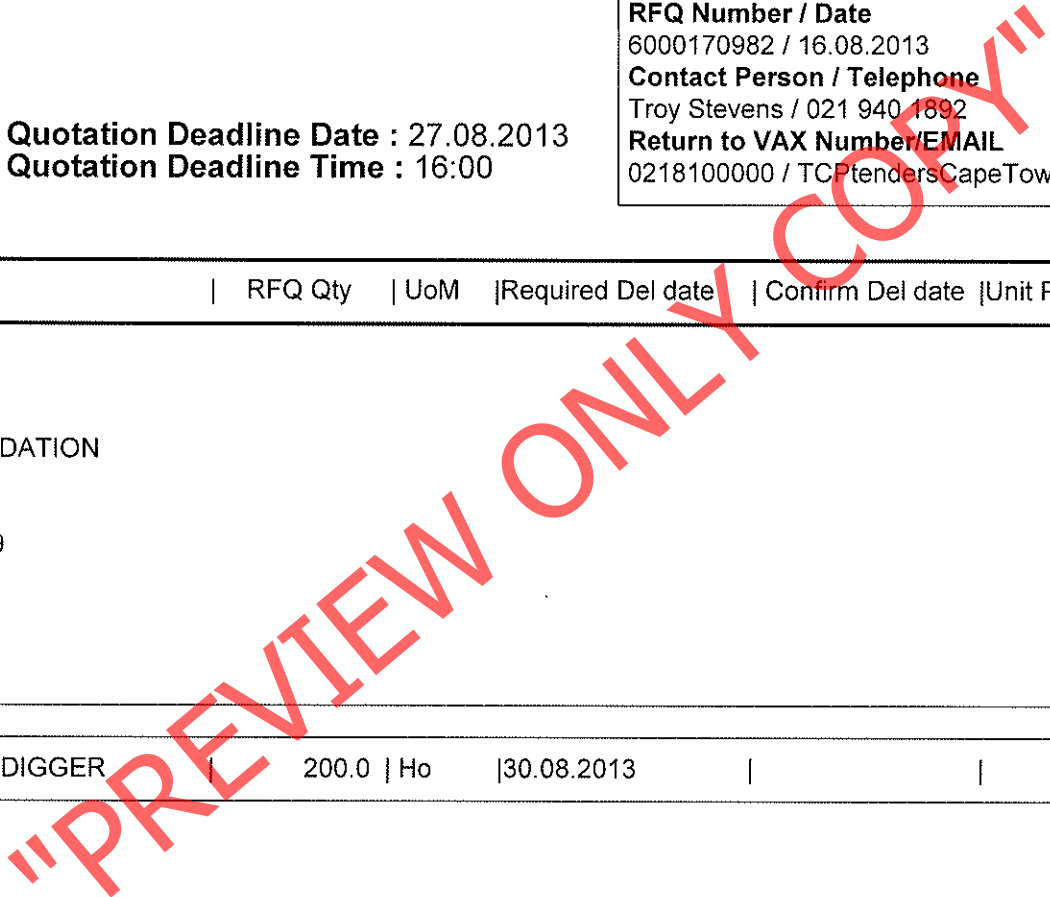 RFQ Number / Date
6000170982 / 16.08.2013
Contact Person / Telephone
Troy Stevens / 021 940 1892
Return to VAX Number/EMAIL
0218100000 / TCPtendersCapeTow
Quotation Deadline Date : 27.08.2013
Quotation Deadline Time : 16:00
| RFQ Qty | UoM |Required Del date | Confirm Del date |Unit P
DATION
9
DIGGER | 200.0 | Ho |30.08.2013 | |
"PREVIEW ONLY COPY"